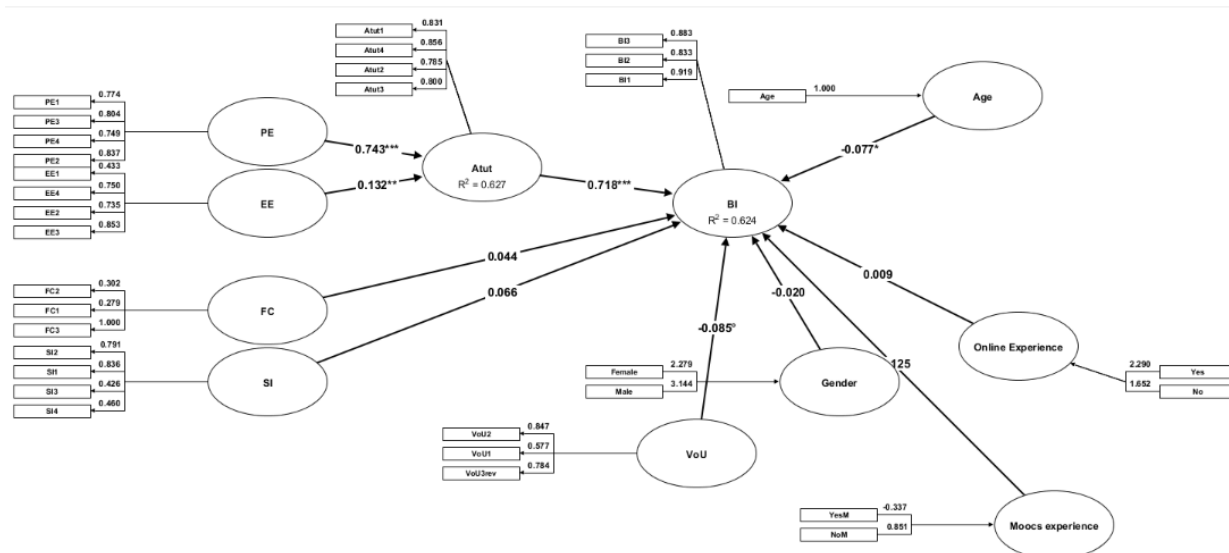 Atut1 0.831
Atut4 0.856
Atut2 0.785
Atut3 0.800
BI3 0.883
BI2 0.833
BI1 0.919
Age 1.000
Age
-0.077*
PE1 0.774
PE3 0.804
PE4 0.749
PE2 0.837
PE
0.743***
EE1 0.433
EE4 0.750
EE2 0.735
EE3 0.853
EE
0.132**
Atut
R² = 0.627
0.718***
BI
R² = 0.624
FC2 0.302
FC1 0.279
FC3 1.000
FC
0.044
SI2 0.791
SI1 0.836
SI3 0.426
SI4 0.460
SI
0.066
-0.085°
-0.020
0.009
125
Female 2.279
Male 3.144
Gender
Online Experience
2.290 Yes
1.652 No
VoU2 0.847
VoU1 0.577
VoU3rev 0.784
VoU
YesM -0.337
NoM 0.851
Moocs experience